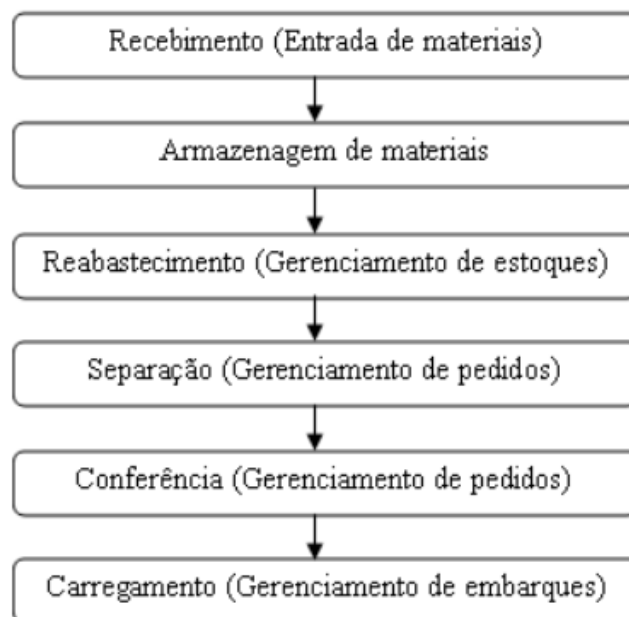 Recebimento (Entrada de materiais)
Armazenagem de materiais
Reabastecimento (Gerenciamento de estoques)
Separação (Gerenciamento de pedidos)
Conferência (Gerenciamento de pedidos)
Carregamento (Gerenciamento de embarques)